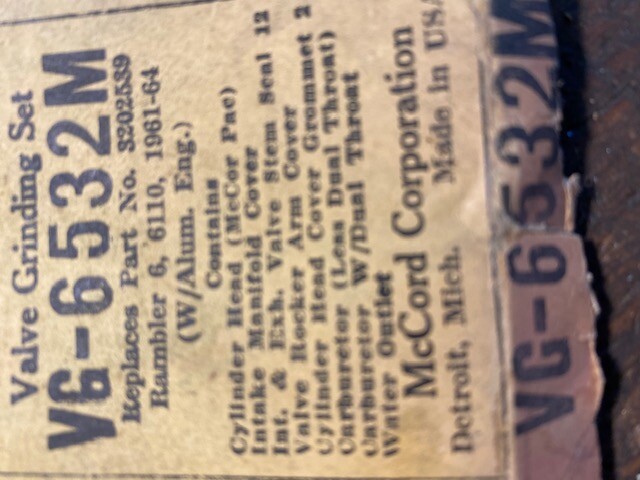 Valve Grinding Set
VG-6532M
Replaces Part No. 3202539
Rambler 6, 6110, 1961-64
(W/Alum. Eng.)
Contains
Cylinder Head (McCor Pac)
Intake Manifold Cover
Int. & Exh. Valve Stem Seal 12
Valve Rocker Arm Cover
Cylinder Head Cover Grommet 2
Carburetor (Less Dual Throat)
Carburetor W/Dual Throat
Water Outlet
McCord Corporation
Detroit, Mich. Made In USA
VG-6532M